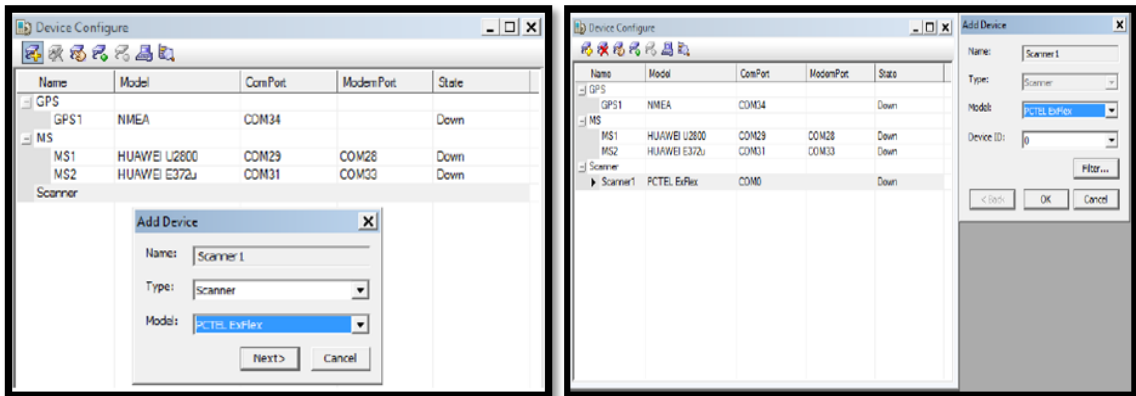 Device Configure
Name Model ComPort ModemPort State
GPS
GPS1 NMEA COM34 Down
MS
MS1 HUAWEI U2800 COM29 COM28 Down
MS2 HUAWEI E372u COM31 COM33 Down
Scanner
Add Device
Name: Scanner1
Type: Scanner
Model: PCTEL ExFlex
Next> Cancel
Device Configure
Name Model ComPort ModemPort State
GPS
GPS1 NMEA COM34 Down
MS
MS1 HUAWEI U2800 COM29 COM28 Down
MS2 HUAWEI E372u COM31 COM33 Down
Scanner
Scanner1 PCTEL ExFlex COM0 Down
Add Device
Name: Scanner1
Type: Scanner
Model: PCTEL ExFlex
Device ID: 0
Filter...
< Back OK Cancel